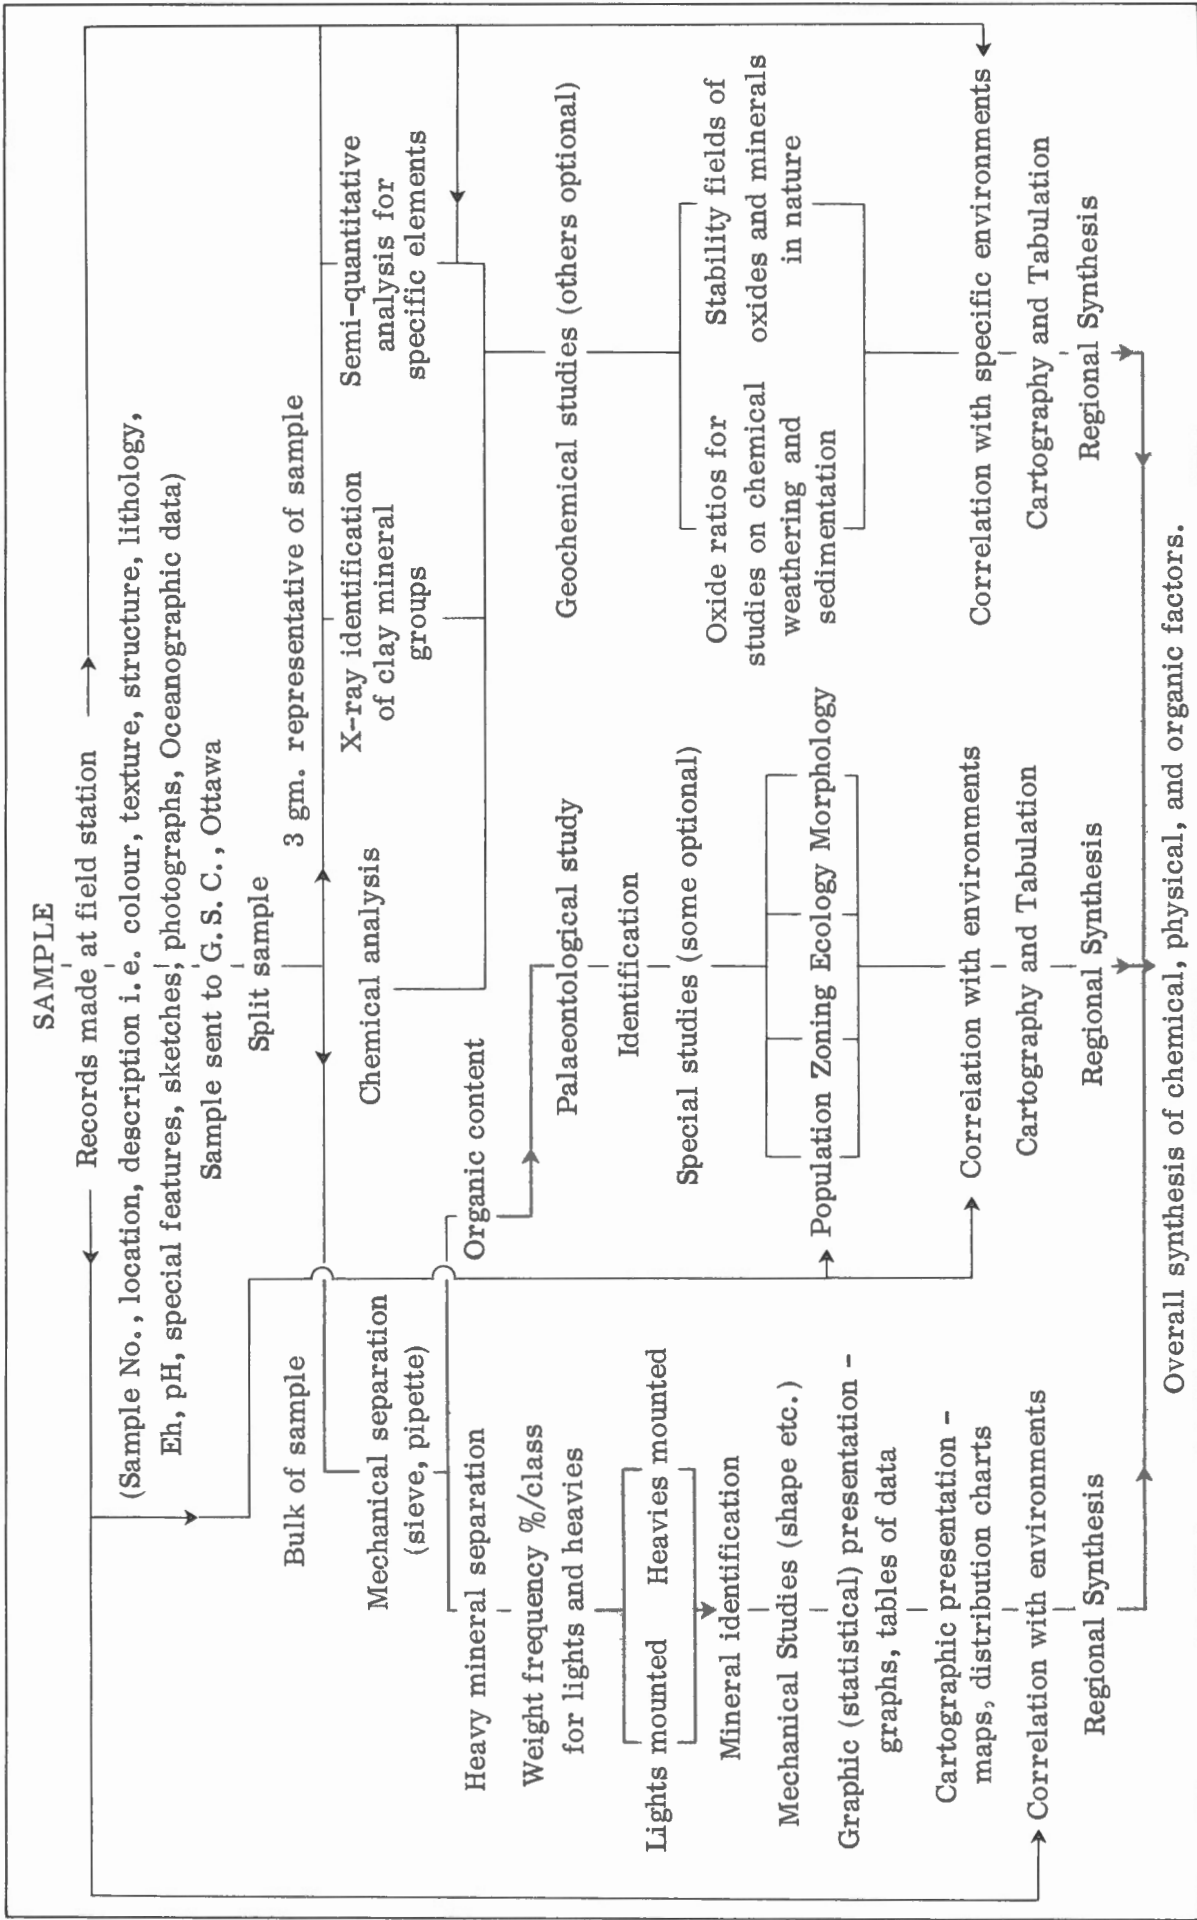 SAMPLE
Records made at field station
(Sample No., location, description i.e. colour, texture, structure, lithology,
Eh, pH, special features, sketches, photographs, Oceanographic data)
Sample sent to G.S.C., Ottawa
Split sample
Bulk of sample
3 gm. representative of sample
Mechanical separation
(sieve, pipette)
Chemical analysis
X-ray identification
of clay mineral
groups
Semi-quantitative
analysis for
specific elements
Heavy mineral separation
Organic content
Weight frequency %/class
for lights and heavies
Palaeontological study
Geochemical studies (others optional)
Identification
Lights mounted
Heavies mounted
Special studies (some optional)
Mineral identification
Oxide ratios for
studies on chemical
weathering and
sedimentation
Stability fields of
oxides and minerals
in nature
Mechanical Studies (shape etc.)
Population Zoning Ecology Morphology
Graphic (statistical) presentation -
graphs, tables of data
Cartographic presentation -
maps, distribution charts
Correlation with environments
Correlation with specific environments
Correlation with environments
Cartography and Tabulation
Cartography and Tabulation
Regional Synthesis
Regional Synthesis
Regional Synthesis
Overall synthesis of chemical, physical, and organic factors.